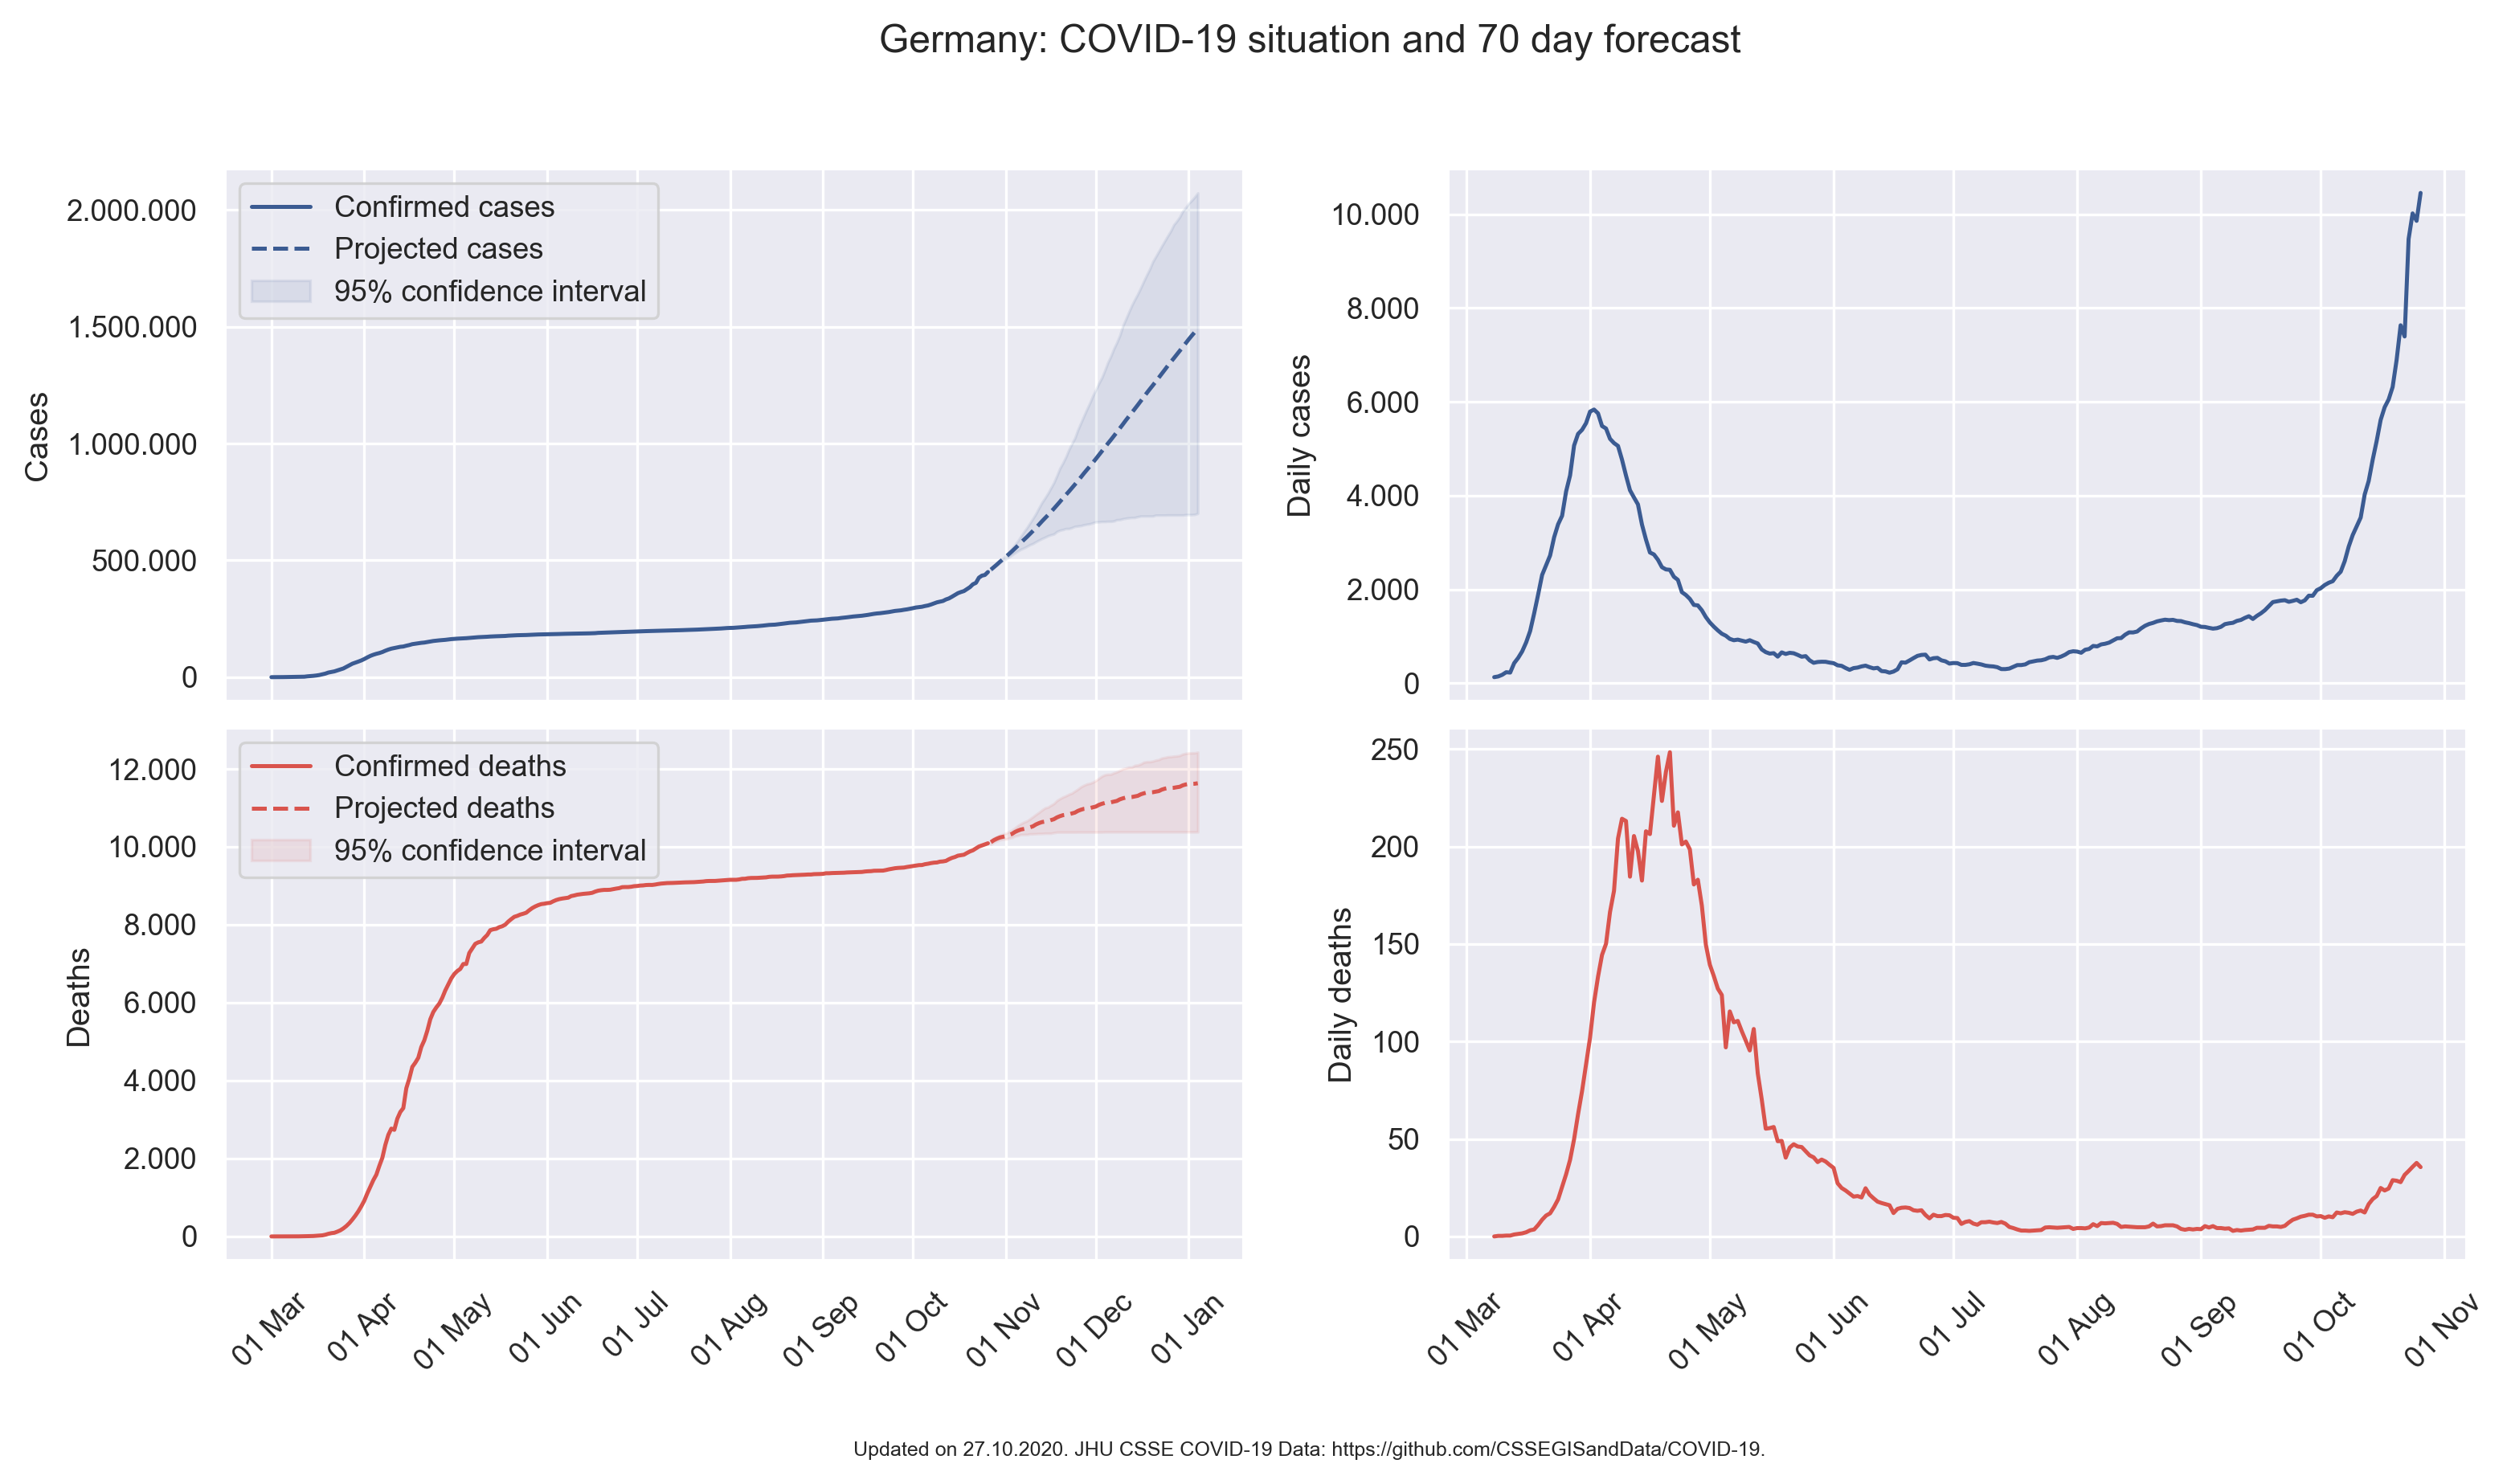 Germany: COVID-19 situation and 70 day forecast
Confirmed cases
Projected cases
95% confidence interval
2.000.000
1.500.000
1.000.000
500.000
0
Cases
10.000
8.000
6.000
4.000
2.000
0
Daily cases
Confirmed deaths
Projected deaths
95% confidence interval
12.000
10.000
8.000
6.000
4.000
2.000
0
Deaths
01 Mar
01 Apr
01 May
01 Jun
01 Jul
01 Aug
01 Sep
01 Oct
01 Nov
01 Dec
01 Jan
250
200
150
100
50
0
Daily deaths
01 Mar
01 Apr
01 May
01 Jun
01 Jul
01 Aug
01 Sep
01 Oct
01 Nov
Updated on 27.10.2020. JHU CSSE COVID-19 Data: https://github.com/CSSEGISandData/COVID-19.